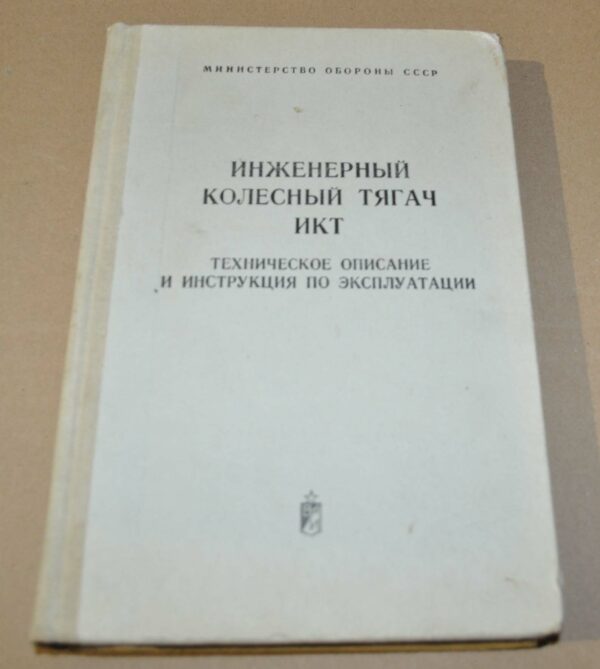 МИНИСТЕРСТВО ОБОРОНЫ СССР
ИНЖЕНЕРНЫЙ
КОЛЕСНЫЙ ТЯГАЧ
ИКТ
ТЕХНИЧЕСКОЕ ОПИСАНИЕ
И ИНСТРУКЦИЯ ПО ЭКСПЛУАТАЦИИ